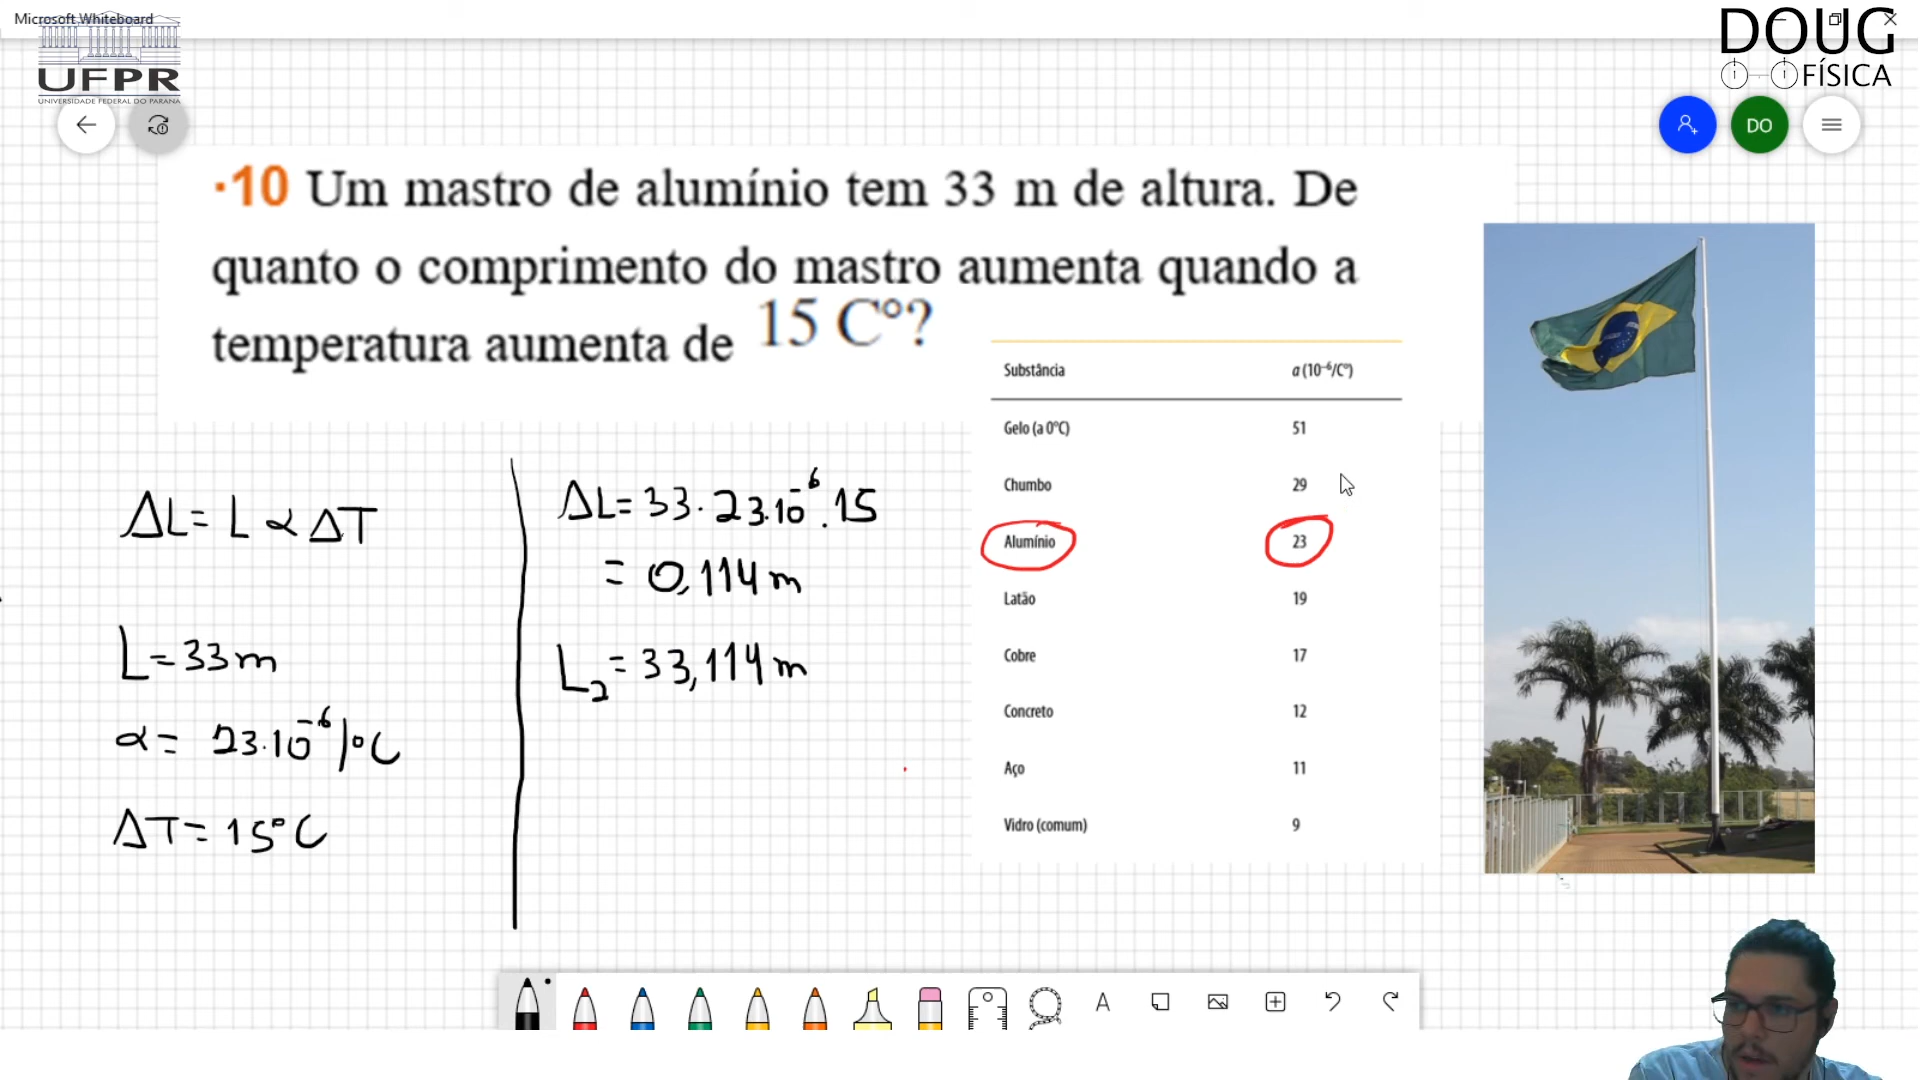 Microsoft Whiteboard
UFPR
UNIVERSIDADE FEDERAL DO PARANÁ
DOUG
FÍSICA
DO
·10 Um mastro de alumínio tem 33 m de altura. De
quanto o comprimento do mastro aumenta quando a
temperatura aumenta de 15 C°?
Substância α (10⁻⁶/C°)
Gelo (a 0°C) 51
Chumbo 29
Alumínio 23
Latão 19
Cobre 17
Concreto 12
Aço 11
Vidro (comum) 9
ΔL = L α ΔT
L = 33 m
α = 23.10⁻⁶/°C
ΔT = 15°C
ΔL = 33 . 23.10⁻⁶ . 15
= 0,114 m
L₂ = 33,114 m
A